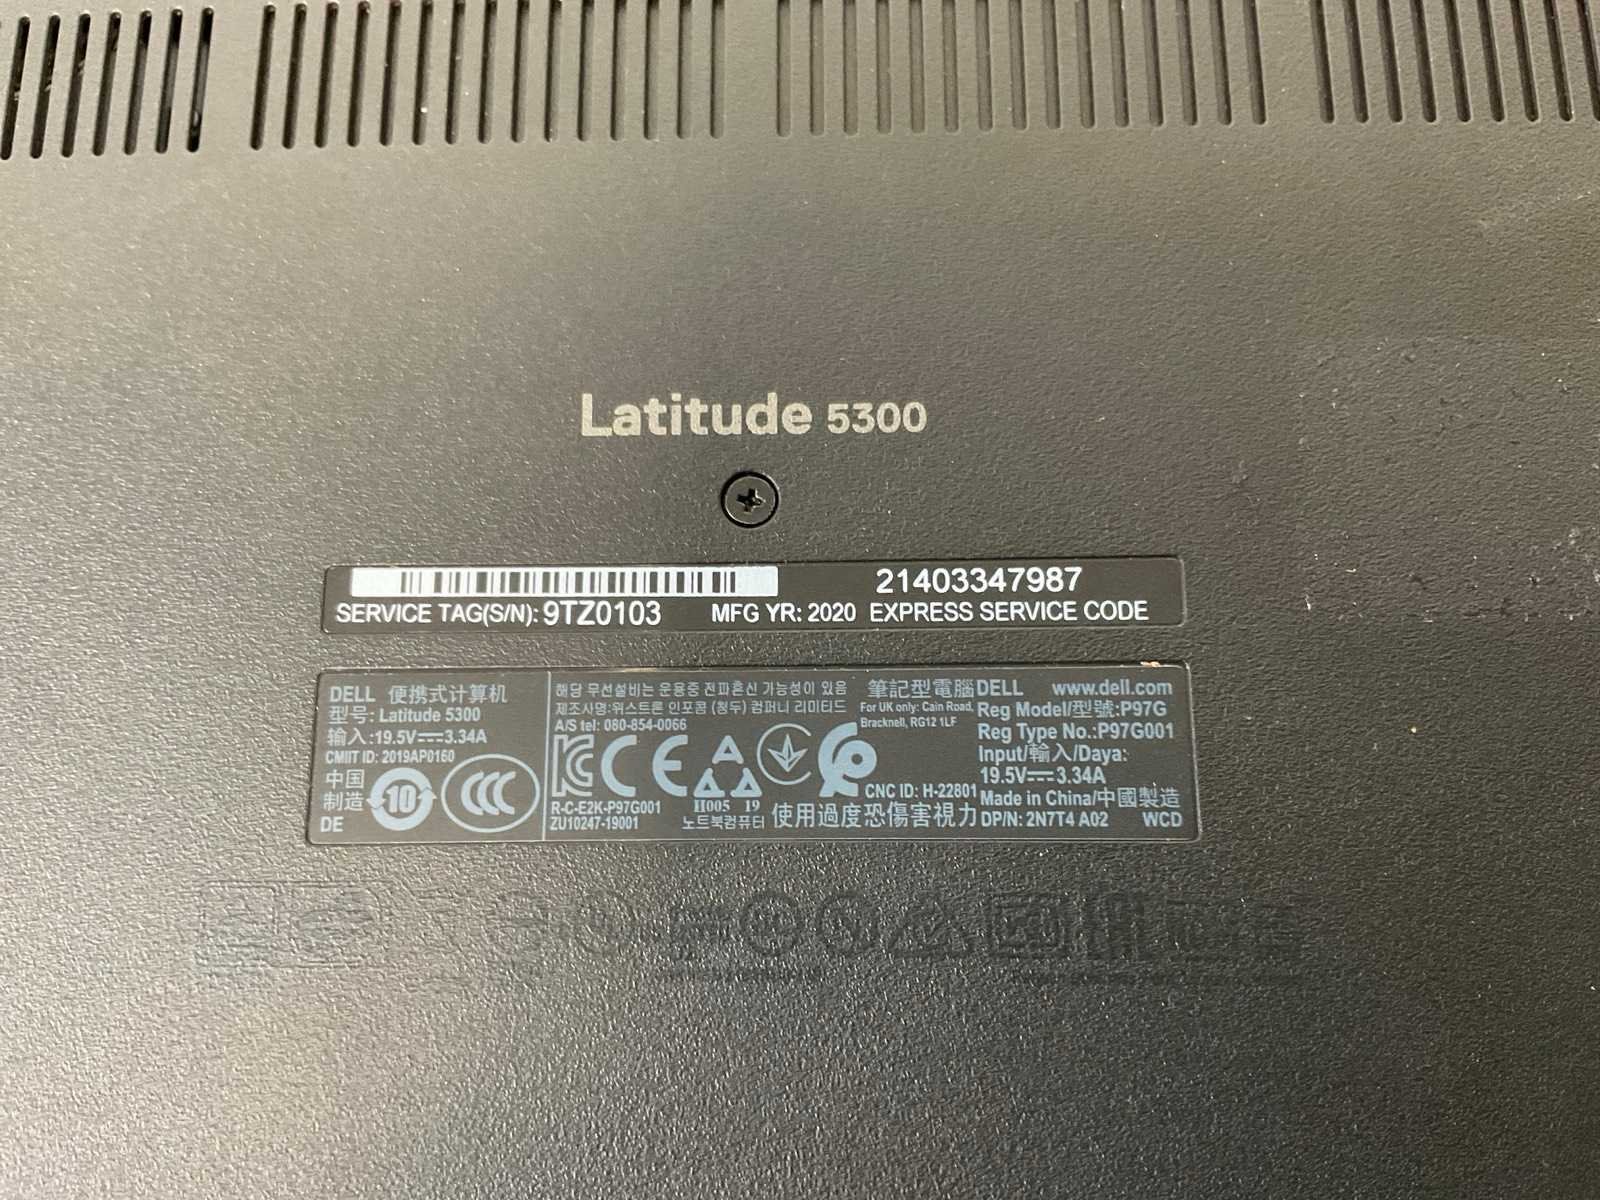 Latitude 5300
21403347987
SERVICE TAG(S/N): 9TZ0103 MFG YR: 2020 EXPRESS SERVICE CODE
DELL 便携式计算机
型号: Latitude 5300
输入:19.5V⎓3.34A
CMIIT ID: 2019AP0160
中国
制造
10
CCC
DE
해당 무선설비는 운용중 전파혼신 가능성이 있음
제조사명:위스트론 인포콤 (청두) 컴퍼니 리미티드
A/S tel: 080-854-0066
CE
R-C-E2K-P97G001
ZU10247-19001
A
H005 19
노트북컴퓨터
筆記型電腦
For UK only: Cain Road,
Bracknell, RG12 1LF
CNC ID: H-22801
使用過度恐傷害視力
DELL www.dell.com
Reg Model/型號:P97G
Reg Type No.:P97G001
Input/輸入/Daya:
19.5V⎓3.34A
Made in China/中國製造
DP/N: 2N7T4 A02 WCD